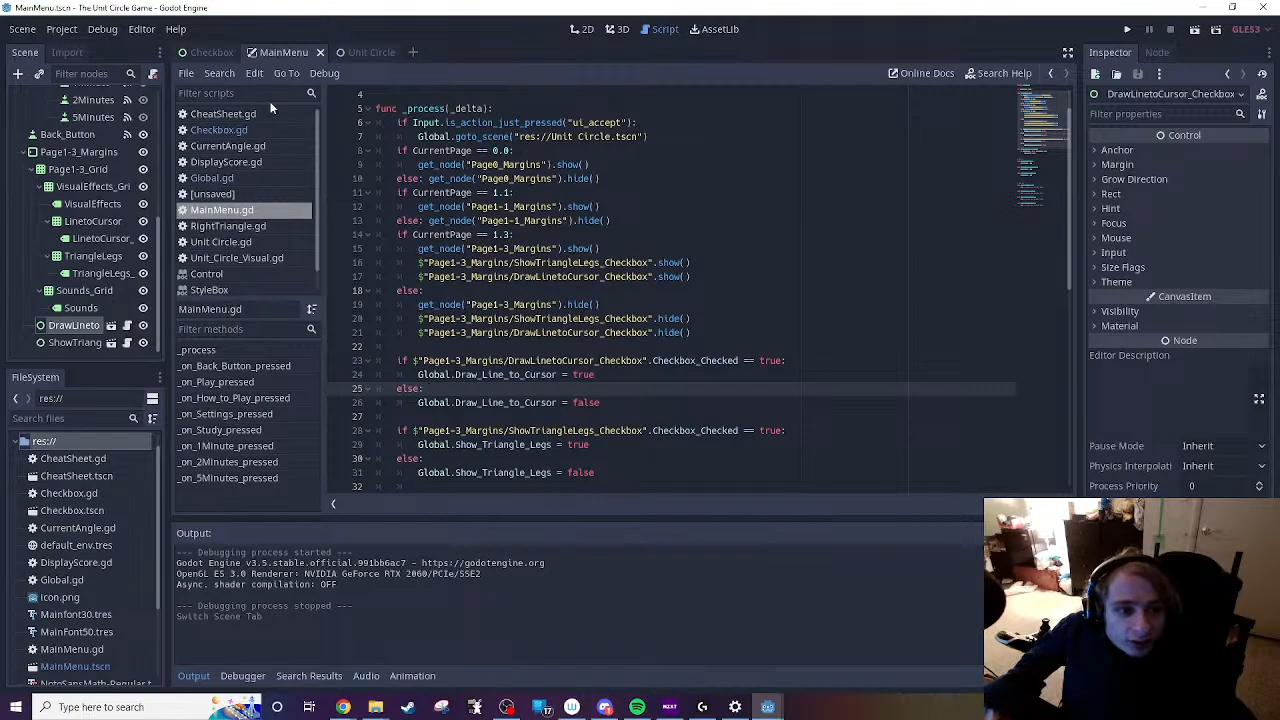 MainMenu.tscn - The Unit Circle Game - Godot Engine
Scene Project Debug Editor Help
2D 3D Script AssetLib
GLES3
Scene Import
Checkbox MainMenu Unit Circle
Inspector Node
Filter nodes
File Search Edit Go To Debug
Online Docs Search Help
2Minutes
5Minutes
Back_Button
Page1-3_Margins
Page1-3_Grid
VisualEffects_Gri
VisualEffects
LinetoCursor
LinetoCursor_
TriangleLegs
TriangleLegs_
Sounds_Grid
Sounds
DrawLineto
ShowTriang
FileSystem
res://
Search files
res://
CheatSheet.gd
CheatSheet.tscn
Checkbox.gd
Checkbox.tscn
CurrentAngle.gd
default_env.tres
DisplayScore.gd
Global.gd
icon.png
Mainfont30.tres
MainFont50.tres
MainMenu.gd
MainMenu.tscn
NotoSansMath-Regular.t
Filter scripts
CheatSheet.gd
Checkbox.gd
CurrentAngle.gd
DisplayScore.gd
Global.gd
[unsaved]
MainMenu.gd
RightTriangle.gd
Unit Circle.gd
Unit_Circle_Visual.gd
Control
StyleBox
MainMenu.gd
Filter methods
_process
_on_Back_Button_pressed
_on_Play_pressed
_on_How_to_Play_pressed
_on_Settings_pressed
_on_Study_pressed
_on_1Minute_pressed
_on_2Minutes_pressed
_on_5Minutes_pressed
4
5 func _process(_delta):
6 if Input.is_action_just_pressed("ui_accept"):
7 Global.goto_scene("res://Unit Circle.tscn")
8 if CurrentPage == 0.0:
9 get_node("Page0_Margins").show()
10 else: get_node("Page0_Margins").hide()
11 if CurrentPage == 1.1:
12 get_node("Page1-1_Margins").show()
13 else: get_node("Page1-1_Margins").hide()
14 if CurrentPage == 1.3:
15 get_node("Page1-3_Margins").show()
16 $"Page1-3_Margins/ShowTriangleLegs_Checkbox".show()
17 $"Page1-3_Margins/DrawLinetoCursor_Checkbox".show()
18 else:
19 get_node("Page1-3_Margins").hide()
20 $"Page1-3_Margins/ShowTriangleLegs_Checkbox".hide()
21 $"Page1-3_Margins/DrawLinetoCursor_Checkbox".hide()
22
23 if $"Page1-3_Margins/DrawLinetoCursor_Checkbox".Checkbox_Checked == true:
24 Global.Draw_Line_to_Cursor = true
25 else:
26 Global.Draw_Line_to_Cursor = false
27
28 if $"Page1-3_Margins/ShowTriangleLegs_Checkbox".Checkbox_Checked == true:
29 Global.Show_Triangle_Legs = true
30 else:
31 Global.Show_Triangle_Legs = false
32
Output:
--- Debugging process started ---
Godot Engine v3.5.stable.official.991bb6ac7 - https://godotengine.org
OpenGL ES 3.0 Renderer: NVIDIA GeForce RTX 2060/PCIe/SSE2
Async. shader compilation: OFF
--- Debugging process stopped ---
Switch Scene Tab
Output Debugger Search Results Audio Animation
DrawLinetoCursor_Checkbox
Filter properties
Control
Anchor
Margin
Grow Direction
Rect
Hint
Focus
Mouse
Input
Size Flags
Theme
CanvasItem
Visibility
Material
Node
Editor Description
Pause Mode Inherit
Physics Interpolati Inherit
Process Priority 0
Type here to search
17
NZXT